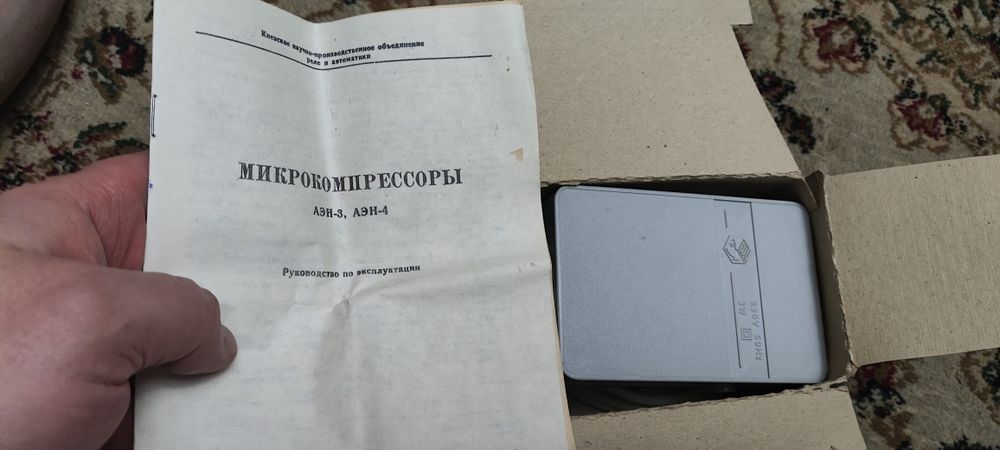 Киевское научно-производственное объединение
реле и автоматики
МИКРОКОМПРЕССОРЫ
АЭН-3, АЭН-4
Руководство по эксплуатации
220V 50Hz
3W